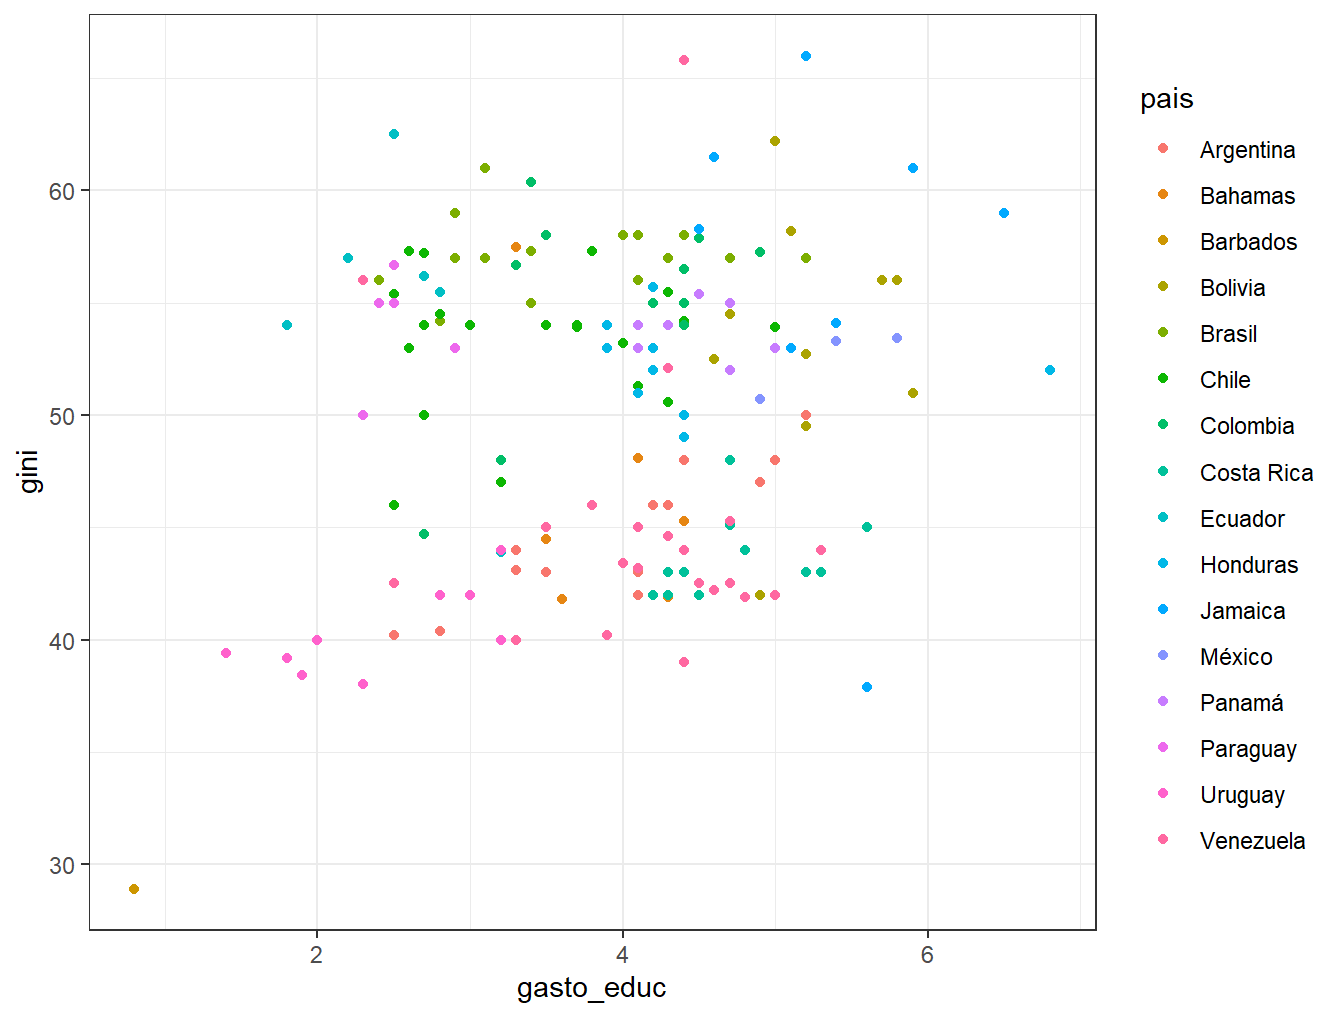 60
50
40
30
gini
2
4
6
gasto_educ
pais
Argentina
Bahamas
Barbados
Bolivia
Brasil
Chile
Colombia
Costa Rica
Ecuador
Honduras
Jamaica
México
Panamá
Paraguay
Uruguay
Venezuela